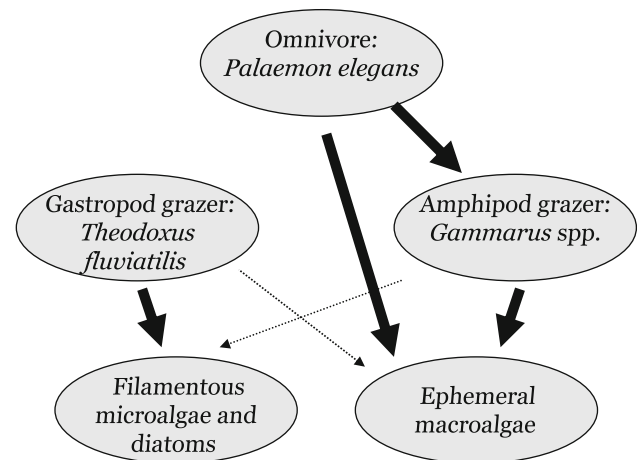 Omnivore:
Palaemon elegans
Gastropod grazer:
Theodoxus
fluviatilis
Amphipod grazer:
Gammarus spp.
Filamentous
microalgae and
diatoms
Ephemeral
macroalgae